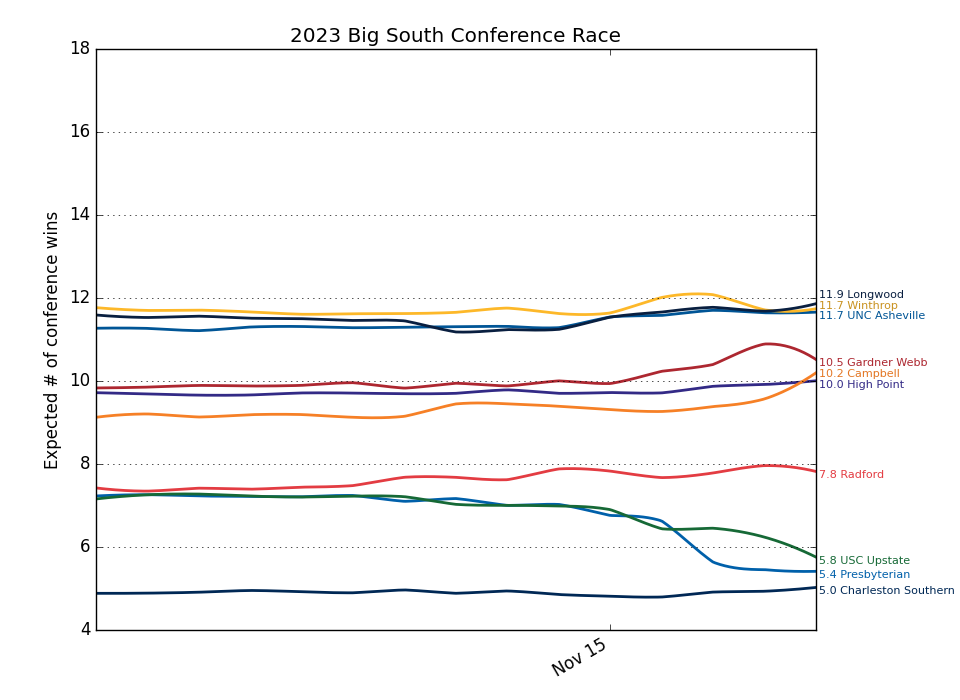 2023 Big South Conference Race
Expected # of conference wins
18
16
14
12
10
8
6
4
11.9 Longwood
11.7 Winthrop
11.7 UNC Asheville
10.5 Gardner Webb
10.2 Campbell
10.0 High Point
7.8 Radford
5.8 USC Upstate
5.4 Presbyterian
5.0 Charleston Southern
Nov 15